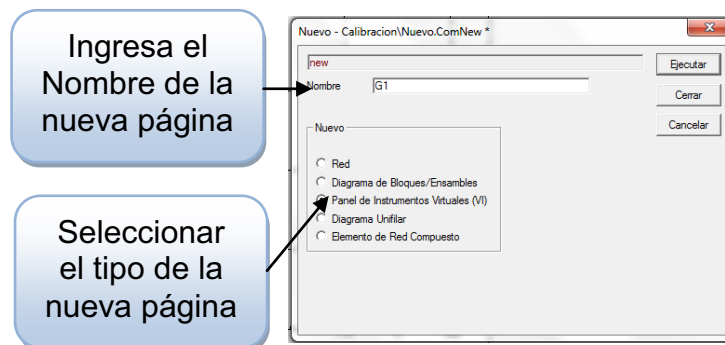 Ingresa el
Nombre de la
nueva página
Seleccionar
el tipo de la
nueva página
Nuevo - Calibracion\Nuevo.ComNew *
new
Nombre G1
Nuevo
Red
Diagrama de Bloques/Ensambles
Panel de Instrumentos Virtuales (VI)
Diagrama Unifilar
Elemento de Red Compuesto
Ejecutar
Cerrar
Cancelar